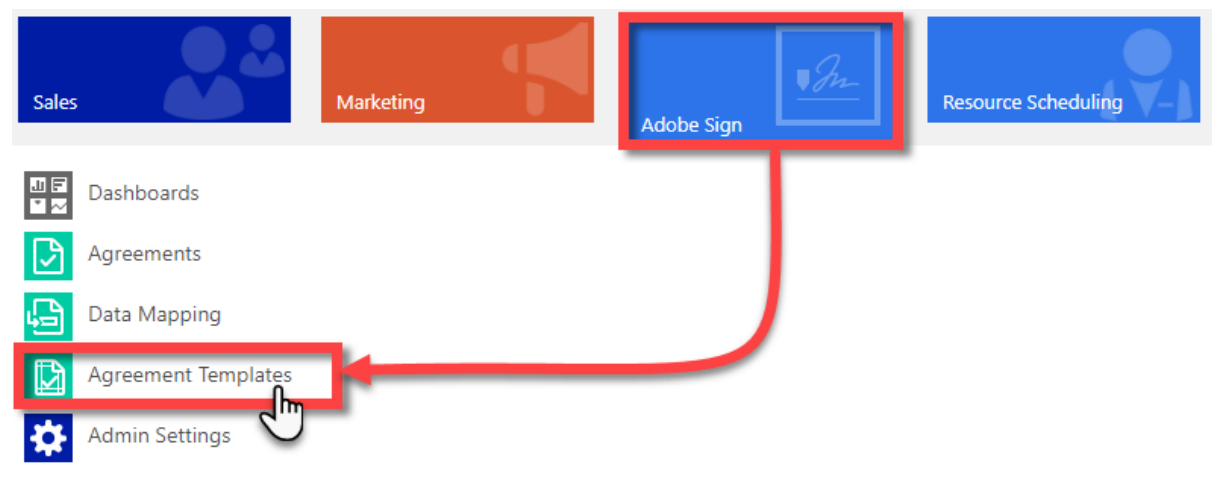 Sales
Marketing
Adobe Sign
Resource Scheduling
Dashboards
Agreements
Data Mapping
Agreement Templates
Admin Settings